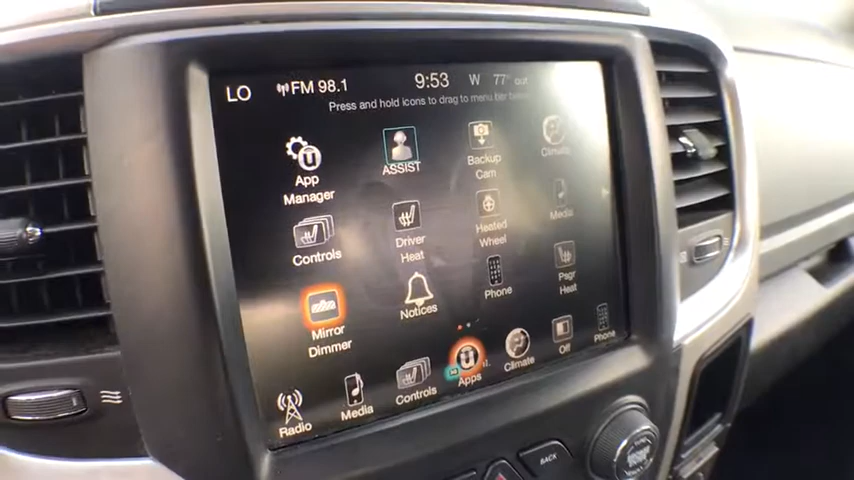 LO FM 98.1 9:53 W 77° out
Press and hold icons to drag to menu bar below
App
Manager
ASSIST
Backup
Cam
Climate
Controls
Driver
Heat
Heated
Wheel
Media
Mirror
Dimmer
Notices
Phone
Psgr
Heat
Radio
Media
Controls
Apps
Climate
Off
Phone
BACK